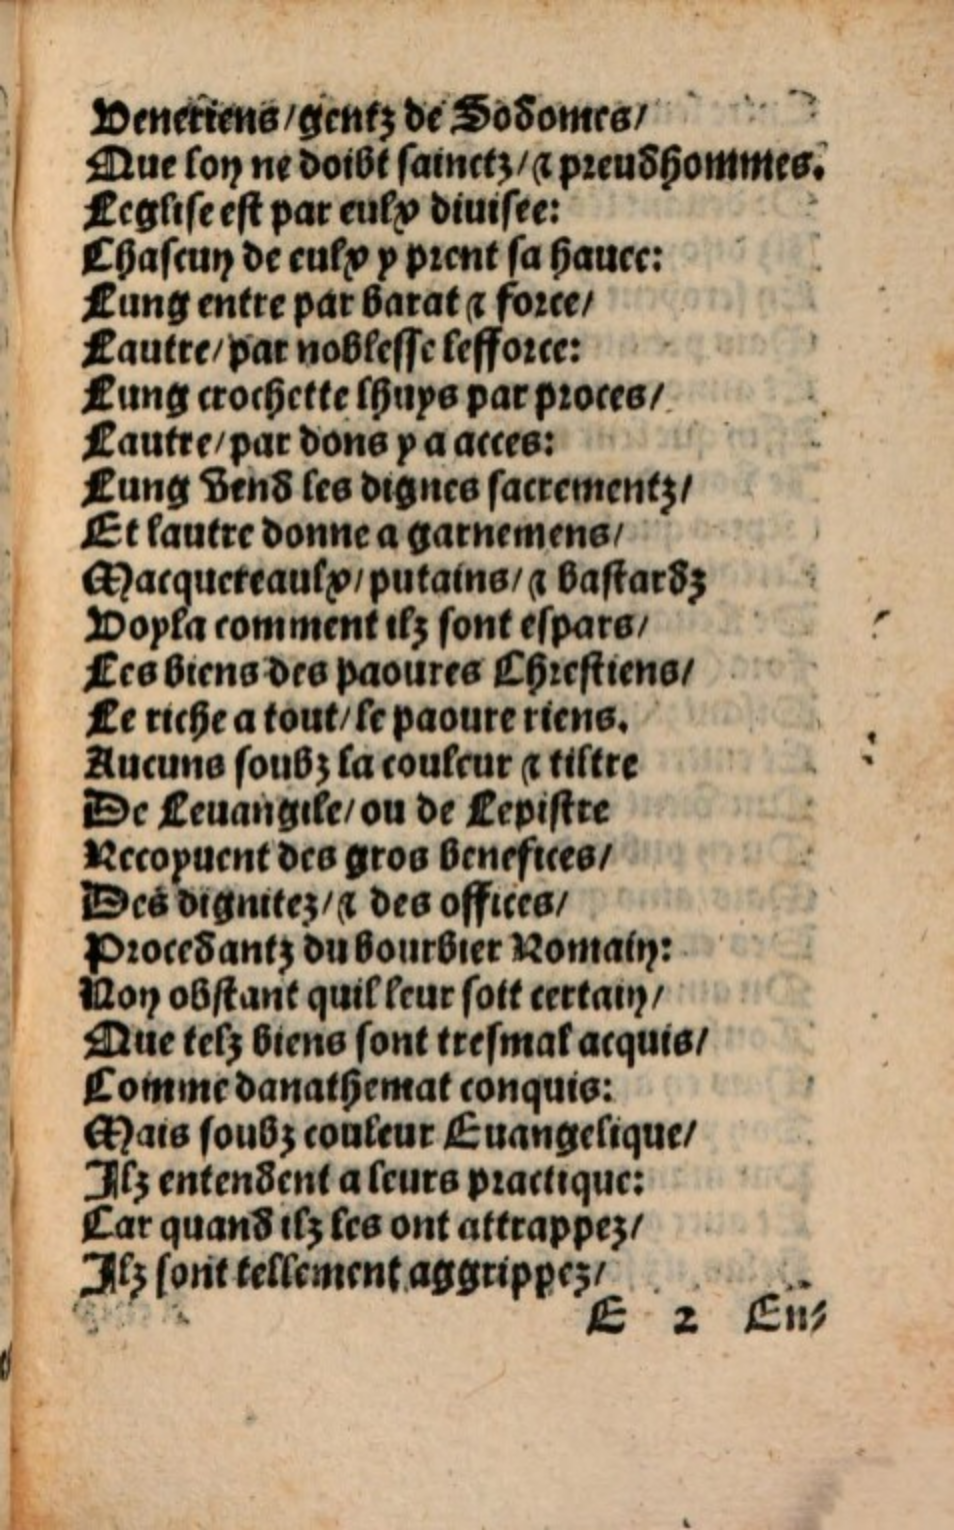 Veneriens/gentz de Sodomes/
Que lon ne doibt sainctz/⁊ preudhommes.
Leglise est par eulx diuisee:
Chascun de eulx y prent sa hauee:
Lung entre par barat ⁊ force/
Lautre/par noblesse sefforce:
Lung crochette lhuys par proces/
Lautre/par dons y a acces:
Lung vend les dignes sacrementz/
Et lautre donne a garnemens/
Macquereaulx/putains/⁊ bastardz
Voyla comment ilz sont espars/
Les biens des paoures Chrestiens/
Le riche a tout/le paoure riens.
Aucuns soubz la couleur ⁊ tiltre
De Leuangile/ou de Lepistre
Recoyuent des gros benefices/
Des dignitez/⁊ des offices/
Procedantz du bourbier Romain:
Non obstant quil leur soit certain/
Que telz biens sont tresmal acquis/
Comme danathemat conquis:
Mais soubz couleur Euangelique/
Ilz entendent a leurs practique:
Car quand ilz les ont attrappez/
Ilz sont tellement aggrippez/
E 2 En⸗